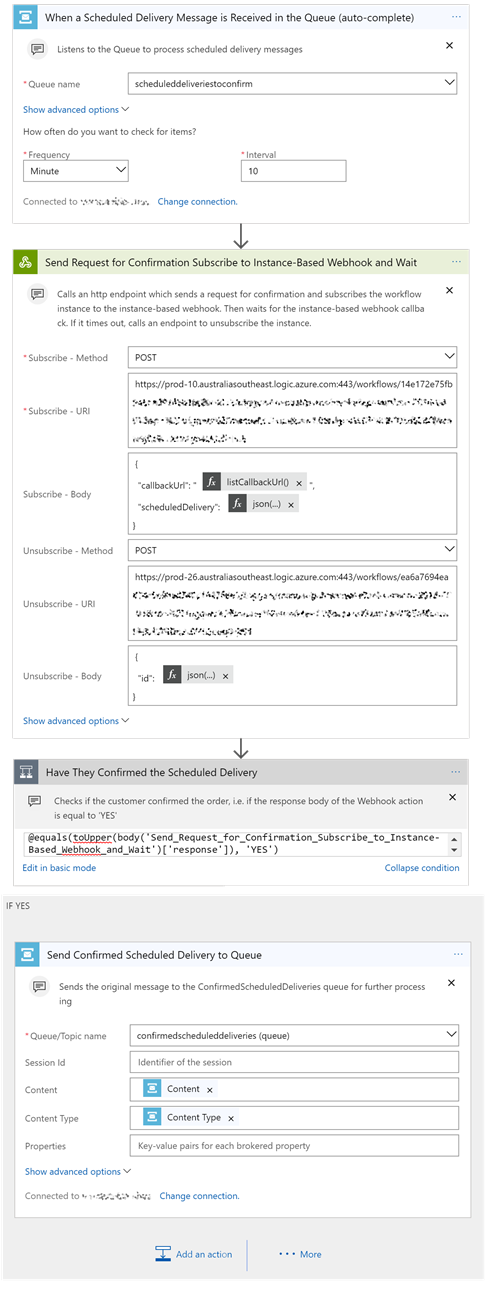 When a Scheduled Delivery Message is Received in the Queue (auto-complete)
Listens to the Queue to process scheduled delivery messages
* Queue name
scheduleddeliveriestoconfirm
Show advanced options
How often do you want to check for items?
* Frequency
* Interval
Minute
10
Connected to
Change connection.
Send Request for Confirmation Subscribe to Instance-Based Webhook and Wait
Calls an http endpoint which sends a request for confirmation and subscribes the workflow
instance to the instance-based webhook. Then waits for the instance-based webhook callba
ck. If it times out, calls an endpoint to unsubscribe the instance.
* Subscribe - Method
POST
* Subscribe - URI
https://prod-10.australiasoutheast.logic.azure.com:443/workflows/14e172e75fb
Subscribe - Body
{
"callbackUrl": " fx listCallbackUrl() × ",
"scheduledDelivery": fx json(...) ×
}
Unsubscribe - Method
POST
Unsubscribe - URI
https://prod-26.australiasoutheast.logic.azure.com:443/workflows/ea6a7694ea
Unsubscribe - Body
{
"id": fx json(...) ×
}
Show advanced options
Have They Confirmed the Scheduled Delivery
Checks if the customer confirmed the order, i.e. if the response body of the Webhook action
is equal to 'YES'
@equals(toUpper(body('Send_Request_for_Confirmation_Subscribe_to_Instance-
Based_Webhook_and_Wait')['response']), 'YES')
Edit in basic mode
Collapse condition
IF YES
Send Confirmed Scheduled Delivery to Queue
Sends the original message to the ConfirmedScheduledDeliveries queue for further process
ing
* Queue/Topic name
confirmedscheduleddeliveries (queue)
Session Id
Identifier of the session
Content
Content ×
Content Type
Content Type ×
Properties
Key-value pairs for each brokered property
Show advanced options
Connected to
Change connection.
Add an action
More